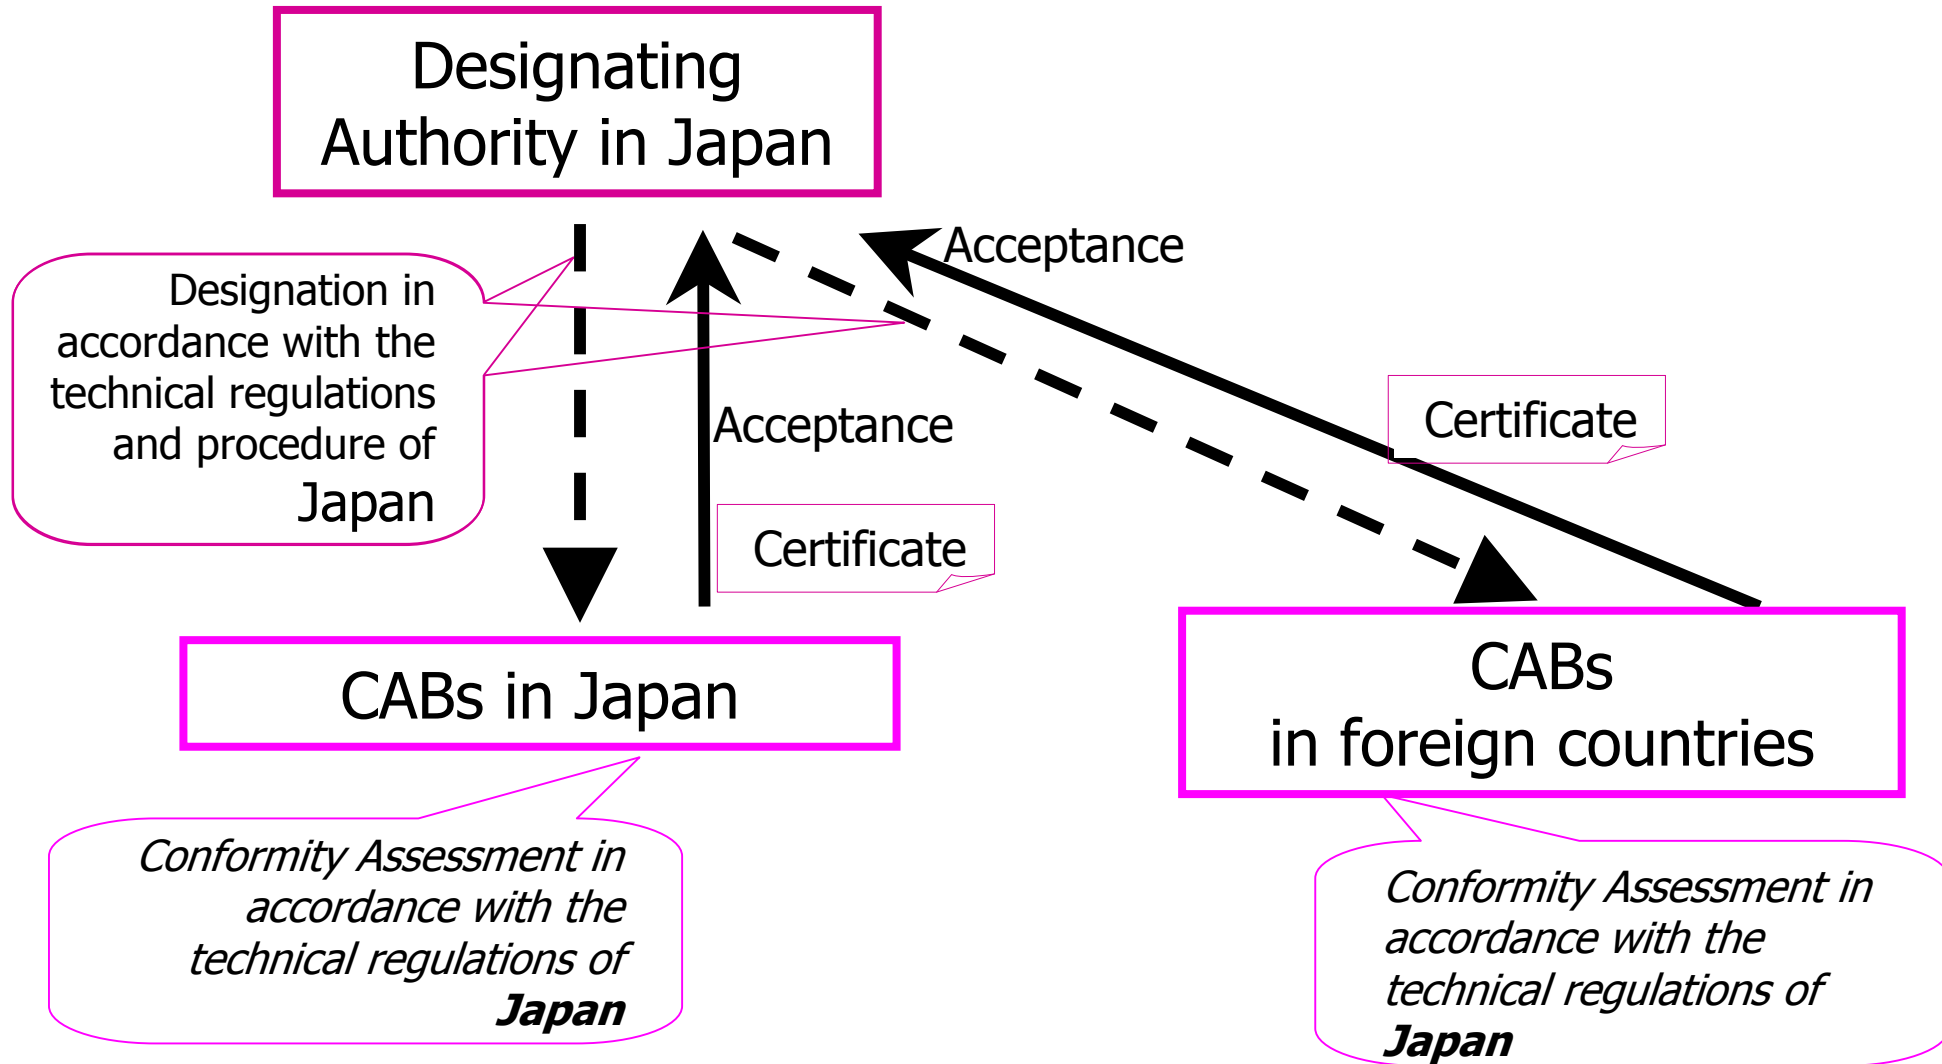 Designating
Authority in Japan
Acceptance
Designation in
accordance with the
technical regulations
and procedure of
Japan
Acceptance
Certificate
Certificate
CABs in Japan
CABs
in foreign countries
Conformity Assessment in
accordance with the
technical regulations of
Japan
Conformity Assessment in
accordance with the
technical regulations of
Japan